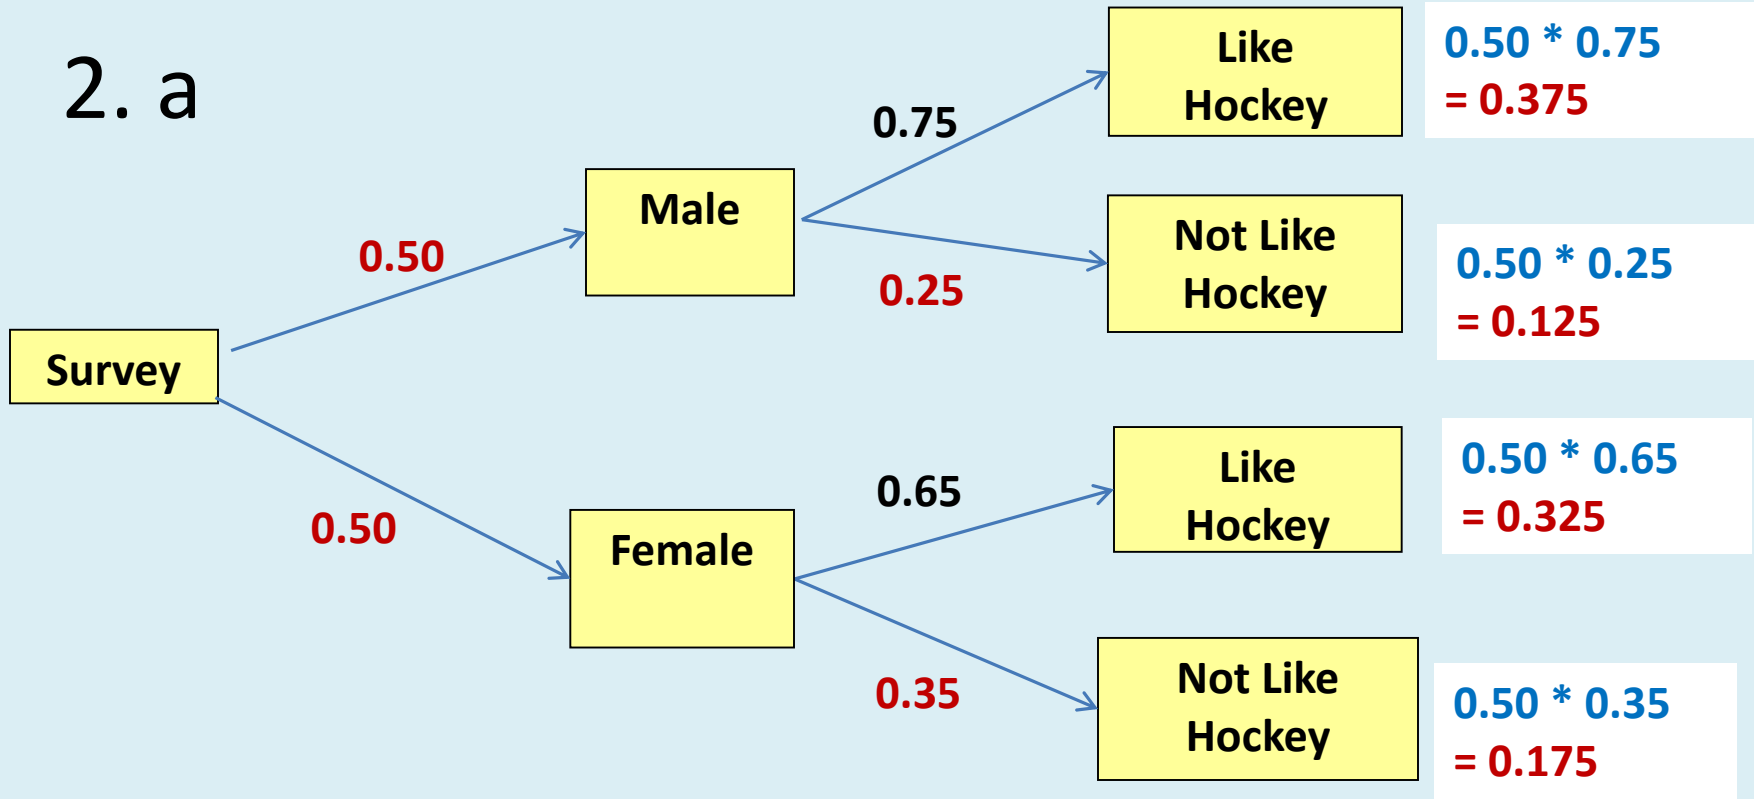 2. a
Survey
0.50
0.50
Male
Female
0.75
0.25
0.65
0.35
Like
Hockey
0.50 * 0.75
= 0.375
Not Like
Hockey
0.50 * 0.25
= 0.125
Like
Hockey
0.50 * 0.65
= 0.325
Not Like
Hockey
0.50 * 0.35
= 0.175